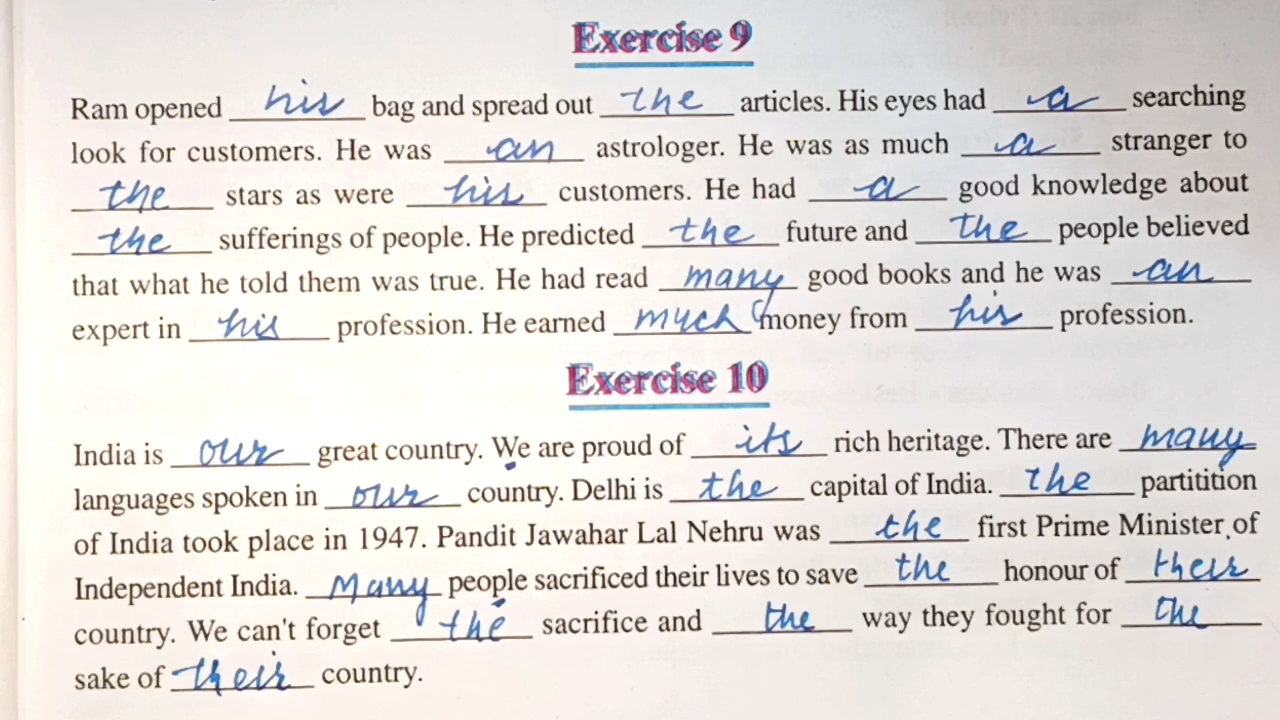 Exercise 9
Ram opened his bag and spread out the articles. His eyes had a searching
look for customers. He was an astrologer. He was as much a stranger to
the stars as were his customers. He had a good knowledge about
the sufferings of people. He predicted the future and the people believed
that what he told them was true. He had read many good books and he was an
expert in his profession. He earned much money from his profession.
Exercise 10
India is our great country. We are proud of its rich heritage. There are many
languages spoken in our country. Delhi is the capital of India. the partitition
of India took place in 1947. Pandit Jawahar Lal Nehru was the first Prime Minister of
Independent India. Many people sacrificed their lives to save the honour of their
country. We can't forget the sacrifice and the way they fought for the
sake of their country.